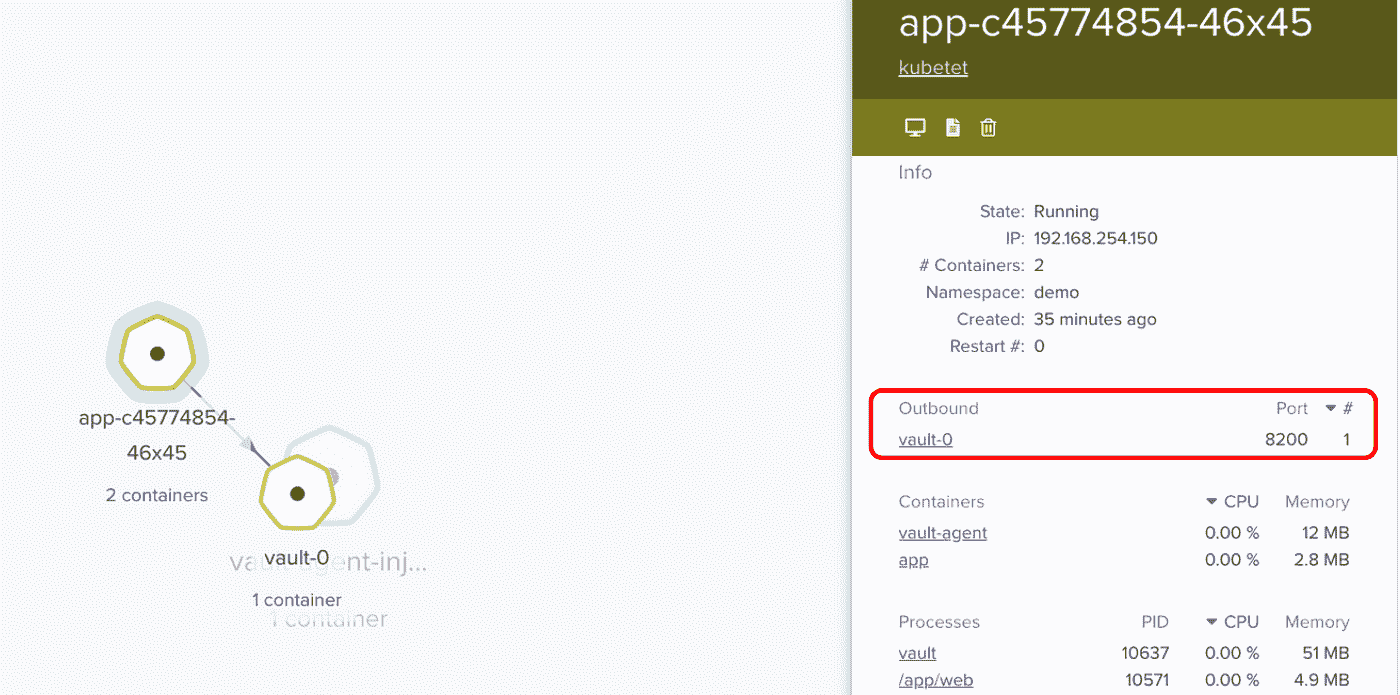 app-c45774854-46x45
kubetet
Info
State: Running
IP: 192.168.254.150
# Containers: 2
Namespace: demo
Created: 35 minutes ago
Restart #: 0
Outbound Port #
vault-0 8200 1
Containers CPU Memory
vault-agent 0.00 % 12 MB
app 0.00 % 2.8 MB
Processes PID CPU Memory
vault 10637 0.00 % 51 MB
/app/web 10571 0.00 % 4.9 MB
app-c45774854-
46x45
2 containers
vault-0
1 container
vault-agent-inj...
1 container